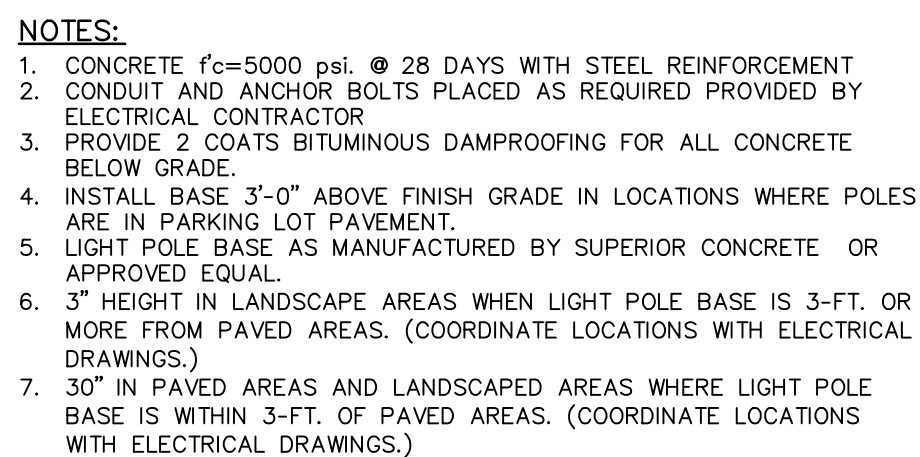 NOTES:
1. CONCRETE f'c=5000 psi. @ 28 DAYS WITH STEEL REINFORCEMENT
2. CONDUIT AND ANCHOR BOLTS PLACED AS REQUIRED PROVIDED BY
ELECTRICAL CONTRACTOR
3. PROVIDE 2 COATS BITUMINOUS DAMPROOFING FOR ALL CONCRETE
BELOW GRADE.
4. INSTALL BASE 3'-0" ABOVE FINISH GRADE IN LOCATIONS WHERE POLES
ARE IN PARKING LOT PAVEMENT.
5. LIGHT POLE BASE AS MANUFACTURED BY SUPERIOR CONCRETE OR
APPROVED EQUAL.
6. 3" HEIGHT IN LANDSCAPE AREAS WHEN LIGHT POLE BASE IS 3-FT. OR
MORE FROM PAVED AREAS. (COORDINATE LOCATIONS WITH ELECTRICAL
DRAWINGS.)
7. 30" IN PAVED AREAS AND LANDSCAPED AREAS WHERE LIGHT POLE
BASE IS WITHIN 3-FT. OF PAVED AREAS. (COORDINATE LOCATIONS
WITH ELECTRICAL DRAWINGS.)